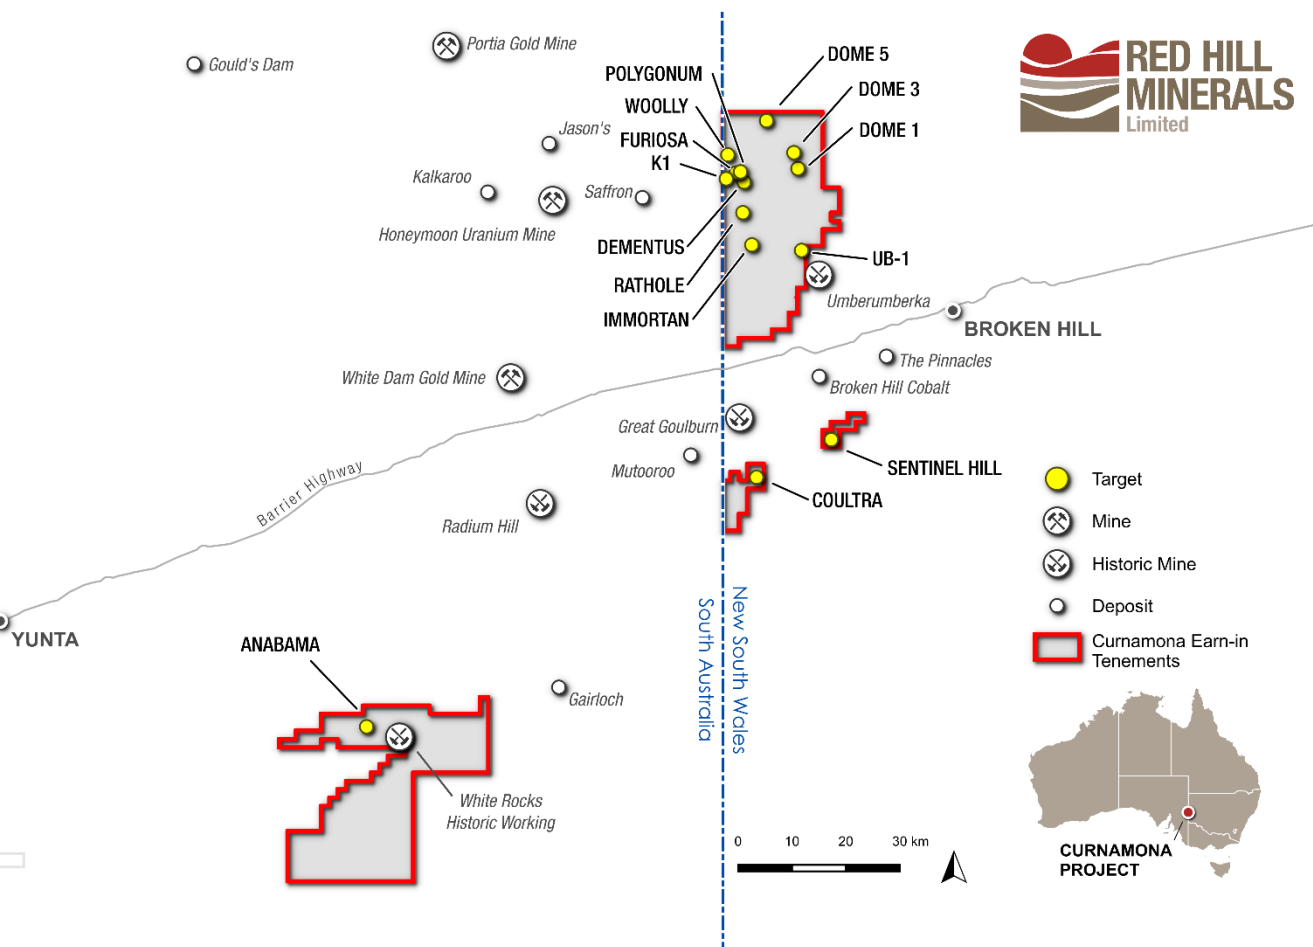 Portia Gold Mine
Gould's Dam
RED HILL
MINERALS
Limited
DOME 5
POLYGONUM
DOME 3
WOOLLY
DOME 1
Jason's
FURIOSA
K1
Kalkaroo
Saffron
Honeymoon Uranium Mine
DEMENTUS
UB-1
RATHOLE
Umberumberka
IMMORTAN
BROKEN HILL
The Pinnacles
White Dam Gold Mine
Broken Hill Cobalt
Great Goulburn
Mutooroo
SENTINEL HILL
Barrier Highway
COULTRA
Radium Hill
Target
Mine
Historic Mine
Deposit
Curnamona Earn-in
Tenements
YUNTA
ANABAMA
South Australia
New South Wales
Gairloch
White Rocks
Historic Working
0 10 20 30 km
CURNAMONA
PROJECT